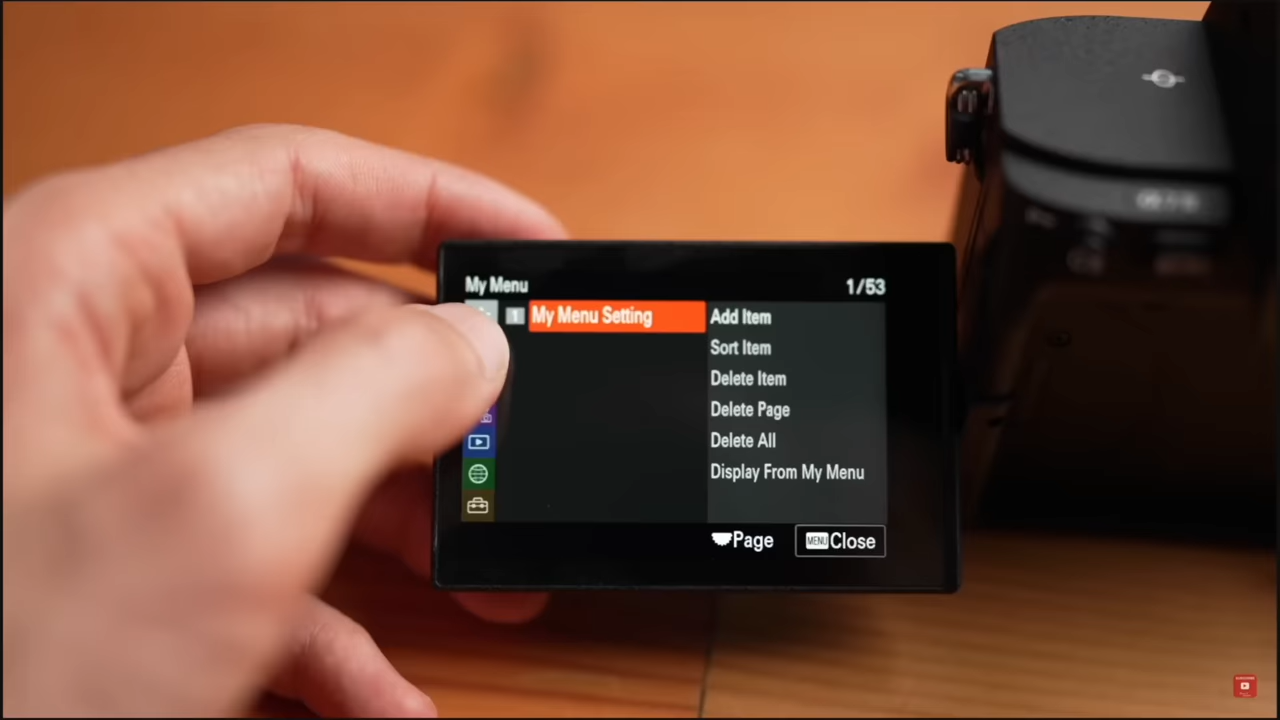 My Menu 1/53
1 My Menu Setting Add Item
Sort Item
Delete Item
Delete Page
Delete All
Display From My Menu
Page MENU Close